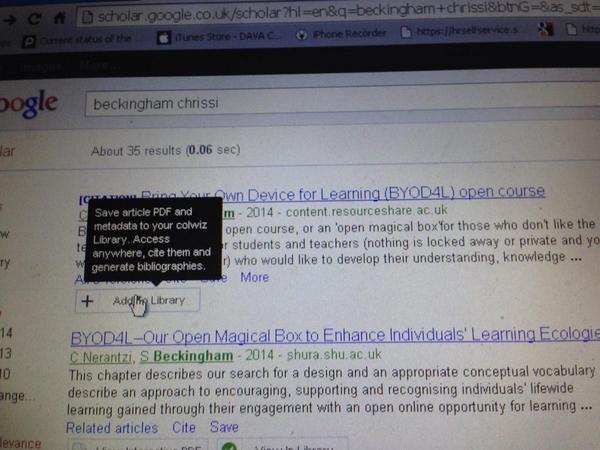 scholar.google.co.uk/scholar?hl=en&q=beckingham+chrissi&btnG=&as_sdt=
Current status of the ... iTunes Store - DAVA C... iPhone Recorder https://hrselfservice.s...
Images More...
oogle
beckingham chrissi
lar
About 35 results (0.06 sec)
[CITATION] Bring Your Own Device for Learning (BYOD4L) open course
m - 2014 - content.resourceshare.ac.uk
open course, or an 'open magical box'for those who don't like the
r students and teachers (nothing is locked away or private and yo
r) who would like to develop their understanding, knowledge ...
More
Save article PDF and
metadata to your colwiz
Library. Access
anywhere, cite them and
generate bibliographies.
+ Add to Library
14
13
10
ange...
BYOD4L–Our Open Magical Box to Enhance Individuals' Learning Ecologie
C Nerantzi, S Beckingham - 2014 - shura.shu.ac.uk
This chapter describes our search for a design and an appropriate conceptual vocabulary
describe an approach to encouraging, supporting and recognising individuals' lifewide
learning gained through their engagement with an open online opportunity for learning ...
Related articles Cite Save
levance
View In Library